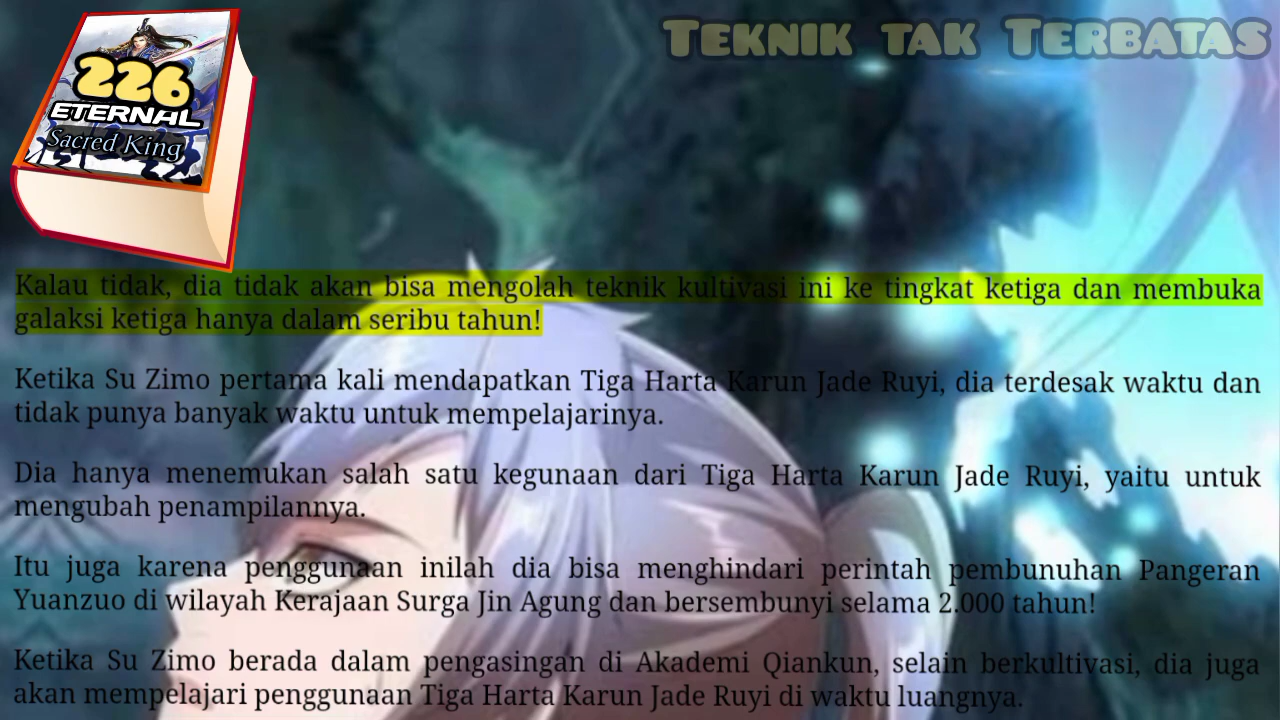 Teknik tak Terbatas
226
ETERNAL
Sacred King
Kalau tidak, dia tidak akan bisa mengolah teknik kultivasi ini ke tingkat ketiga dan membuka
galaksi ketiga hanya dalam seribu tahun!
Ketika Su Zimo pertama kali mendapatkan Tiga Harta Karun Jade Ruyi, dia terdesak waktu dan
tidak punya banyak waktu untuk mempelajarinya.
Dia hanya menemukan salah satu kegunaan dari Tiga Harta Karun Jade Ruyi, yaitu untuk
mengubah penampilannya.
Itu juga karena penggunaan inilah dia bisa menghindari perintah pembunuhan Pangeran
Yuanzuo di wilayah Kerajaan Surga Jin Agung dan bersembunyi selama 2.000 tahun!
Ketika Su Zimo berada dalam pengasingan di Akademi Qiankun, selain berkultivasi, dia juga
akan mempelajari penggunaan Tiga Harta Karun Jade Ruyi di waktu luangnya.